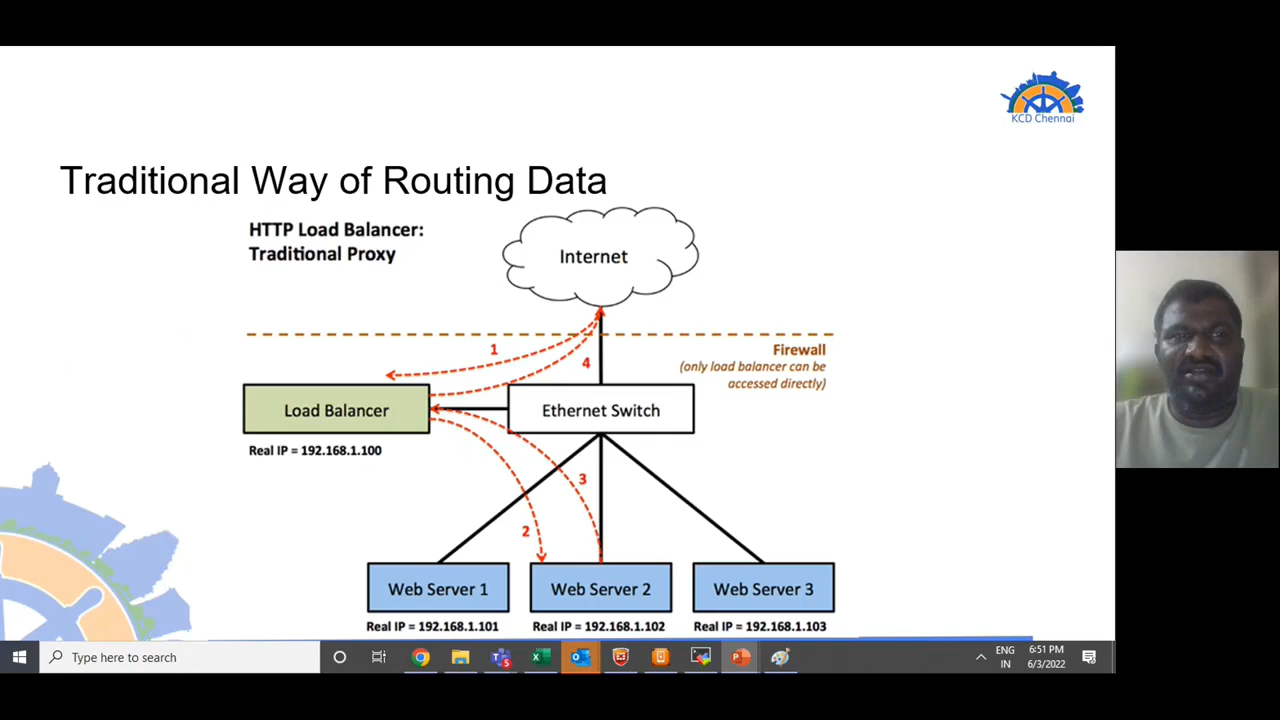 KCD Chennai
Traditional Way of Routing Data
HTTP Load Balancer:
Traditional Proxy
Internet
1
4
Firewall
(only load balancer can be
accessed directly)
Load Balancer
Ethernet Switch
Real IP = 192.168.1.100
3
2
Web Server 1
Web Server 2
Web Server 3
Real IP = 192.168.1.101
Real IP = 192.168.1.102
Real IP = 192.168.1.103
Type here to search
5
ENG
IN
6:51 PM
6/3/2022